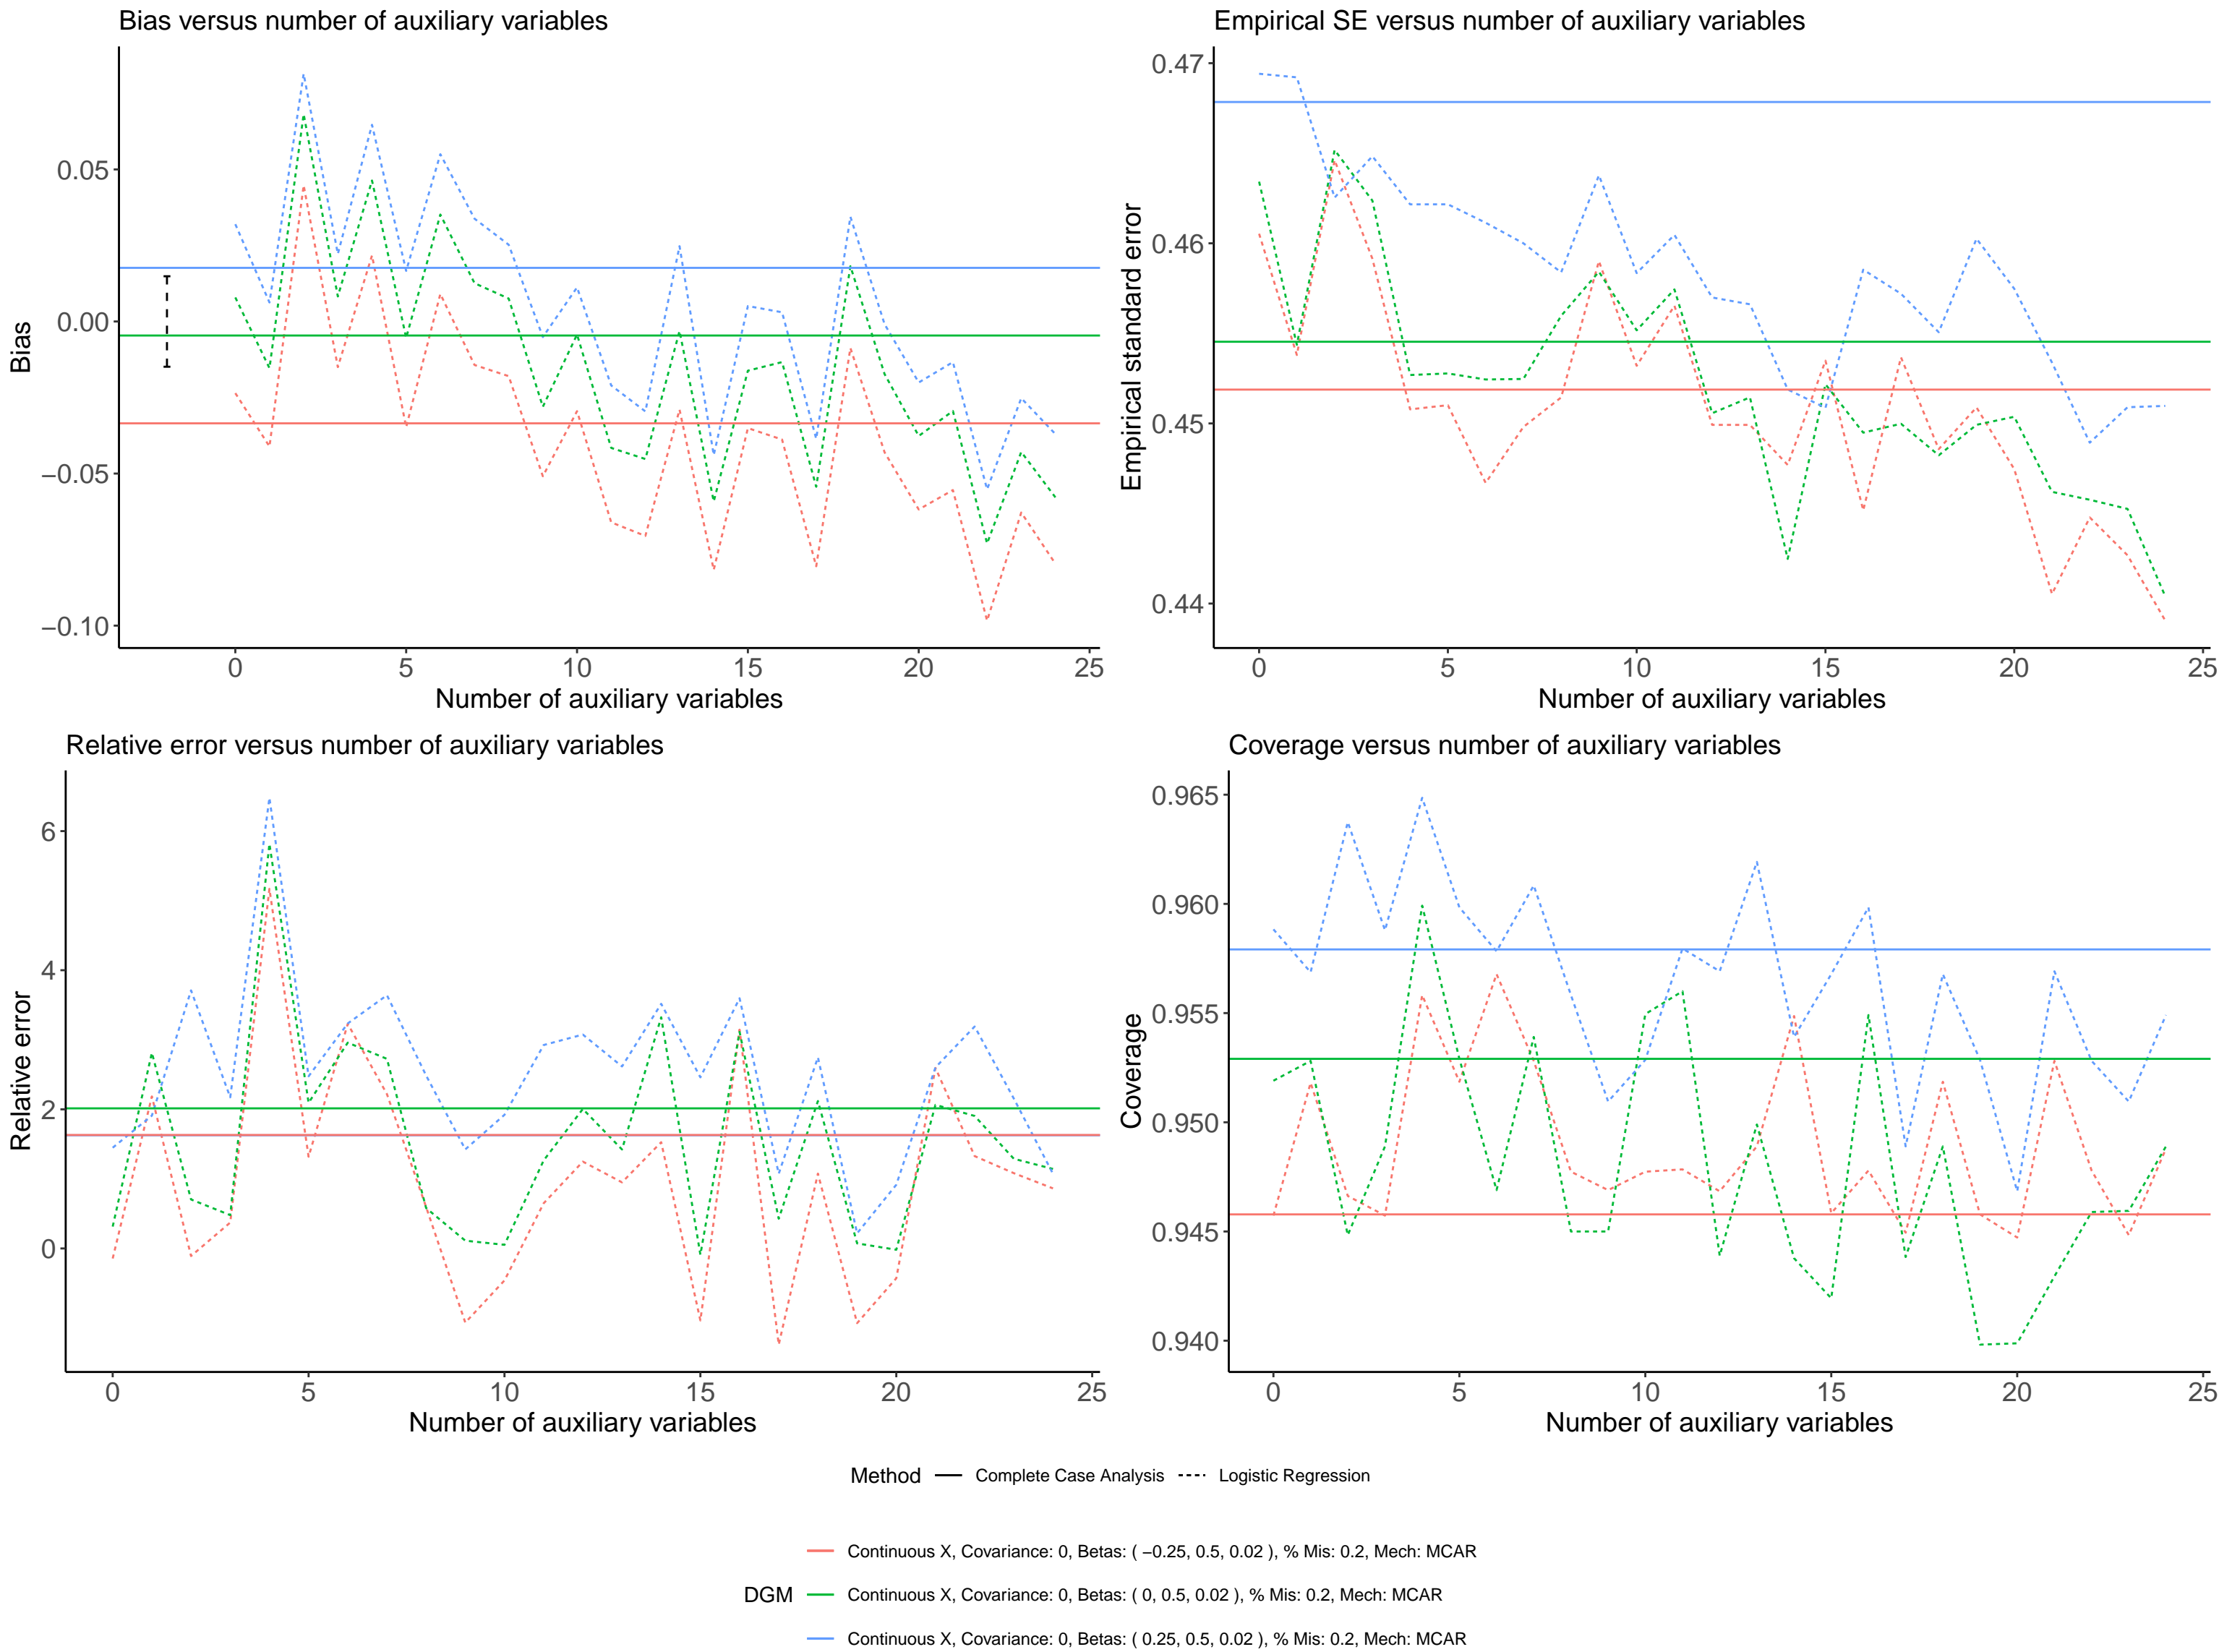 Bias versus number of auxiliary variables
0.05
0.00
−0.05
−0.10
Bias
0 5 10 15 20 25
Number of auxiliary variables
Empirical SE versus number of auxiliary variables
0.47
0.46
0.45
0.44
Empirical standard error
0 5 10 15 20 25
Number of auxiliary variables
Relative error versus number of auxiliary variables
6
4
2
0
Relative error
0 5 10 15 20 25
Number of auxiliary variables
Coverage versus number of auxiliary variables
0.965
0.960
0.955
0.950
0.945
0.940
Coverage
0 5 10 15 20 25
Number of auxiliary variables
Method Complete Case Analysis Logistic Regression
Continuous X, Covariance: 0, Betas: ( −0.25, 0.5, 0.02 ), % Mis: 0.2, Mech: MCAR
DGM Continuous X, Covariance: 0, Betas: ( 0, 0.5, 0.02 ), % Mis: 0.2, Mech: MCAR
Continuous X, Covariance: 0, Betas: ( 0.25, 0.5, 0.02 ), % Mis: 0.2, Mech: MCAR